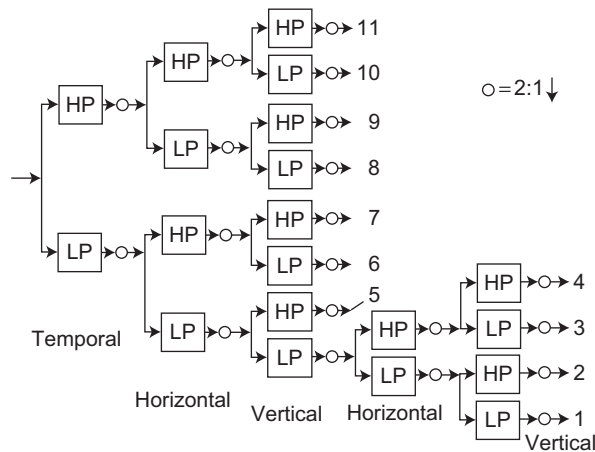 HP 11
HP
LP 10
HP
○=2:1↓
HP 9
LP
LP 8
HP 7
HP
LP
LP 6
HP 5
HP 4
Temporal
LP
HP
LP
LP 3
LP
HP 2
Horizontal
Vertical
Horizontal
LP 1
Vertical